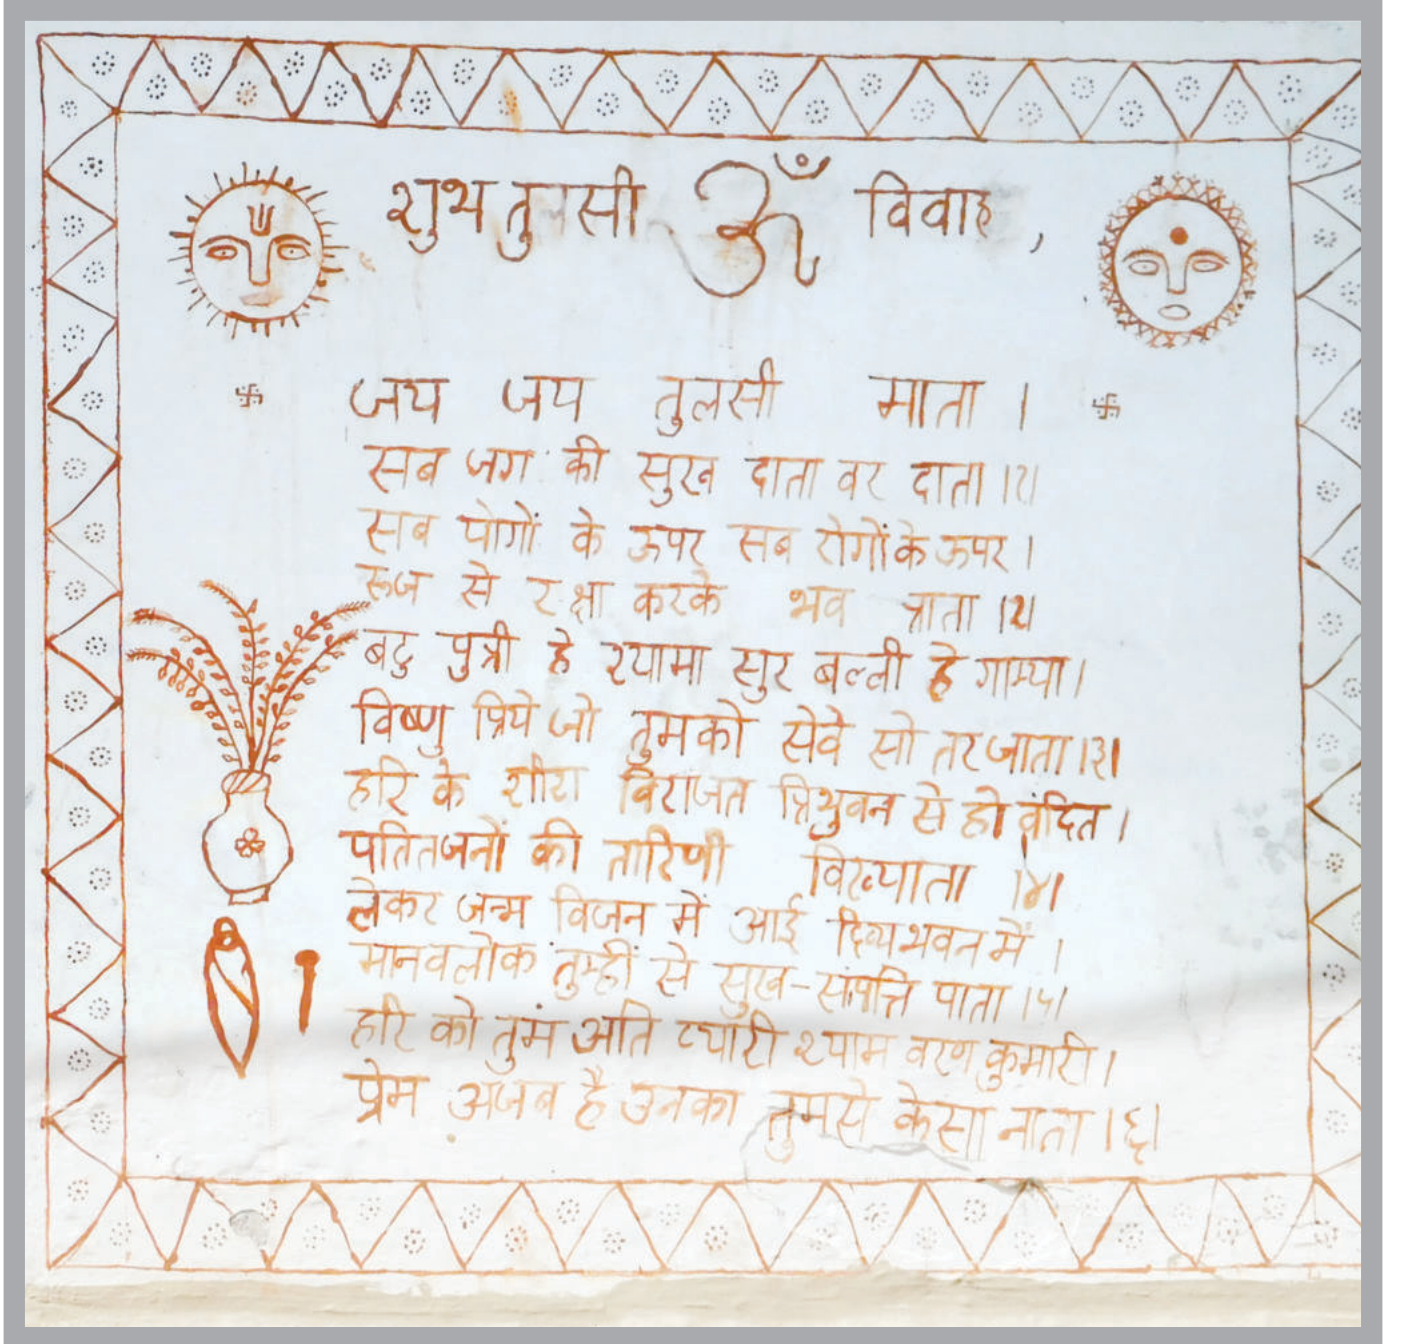 शुभ तुलसी ॐ विवाह,
जय जय तुलसी माता ।
सब जग की सुख दाता वर दाता ।१।
सब योगों के ऊपर सब रोगों के ऊपर ।
रूज से रक्षा करके भव त्राता ।२।
बटु पुत्री हे श्यामा सुर बल्ली हे गाम्या ।
विष्णु प्रिये जो तुमको सेवे सो तर जाता ।३।
हरि के शीश विराजत त्रिभुवन से हो वंदित ।
पतितजनों की तारिणी विख्याता ।४।
लेकर जन्म विजन में आई दिव्य भवन में ।
मानवलोक तुम्हीं से सुख-संपत्ति पाता ।५।
हरि को तुम अति प्यारी श्याम वरण कुमारी ।
प्रेम अजब है उनका तुमसे केसा नाता ।६।